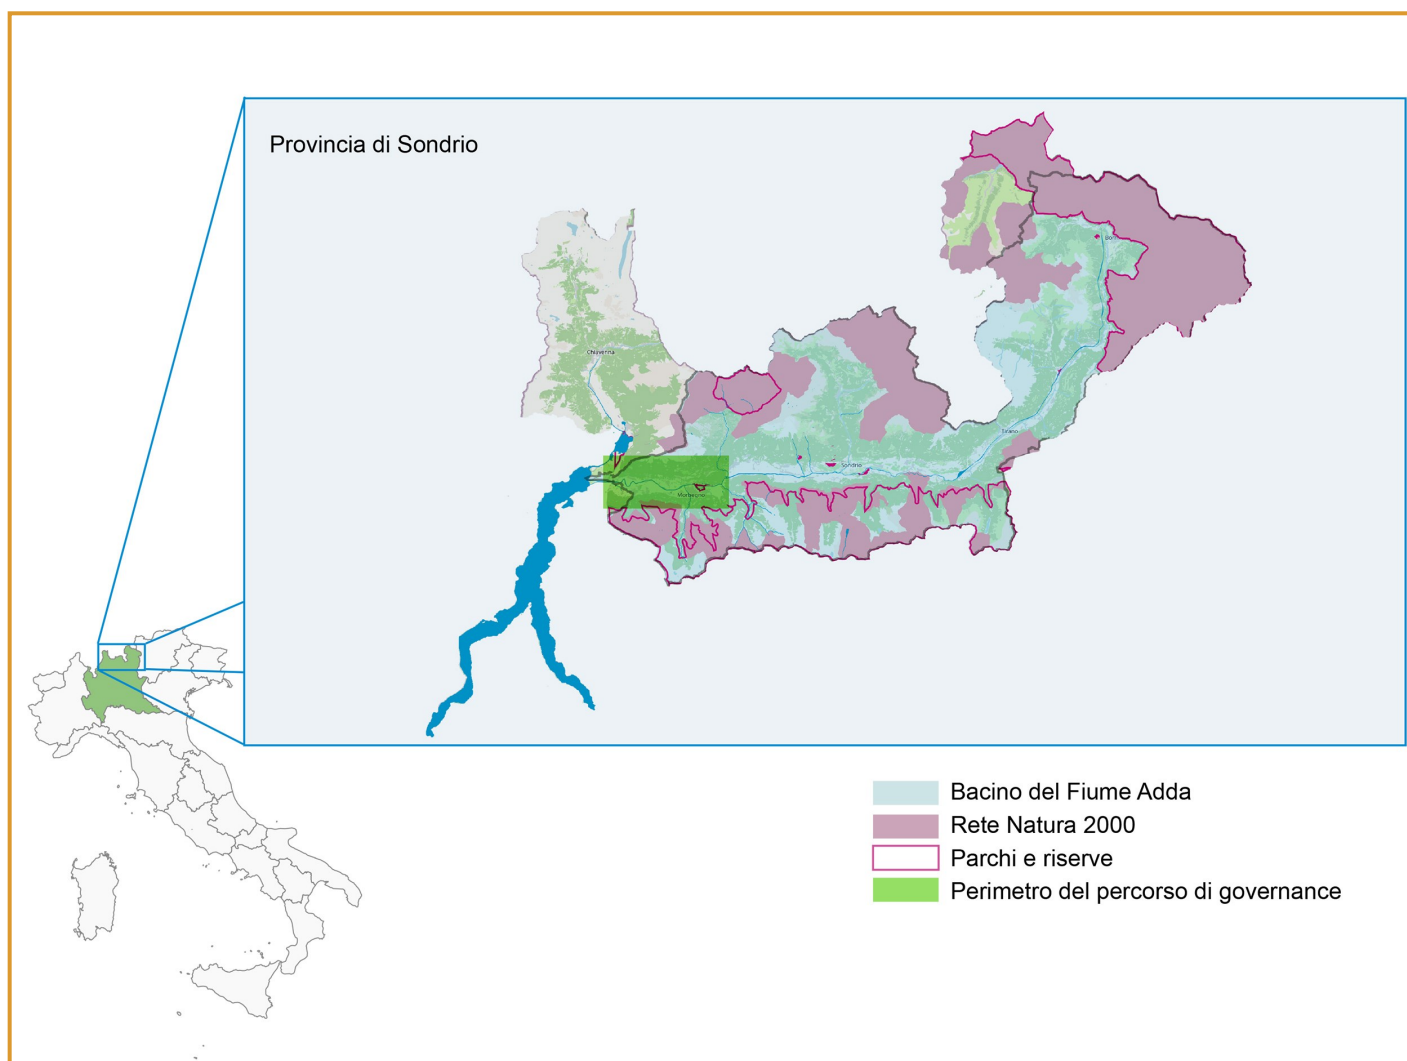 Provincia di Sondrio
Chiavenna
Tirano
Sondrio
Morbegno
Bacino del Fiume Adda
Rete Natura 2000
Parchi e riserve
Perimetro del percorso di governance